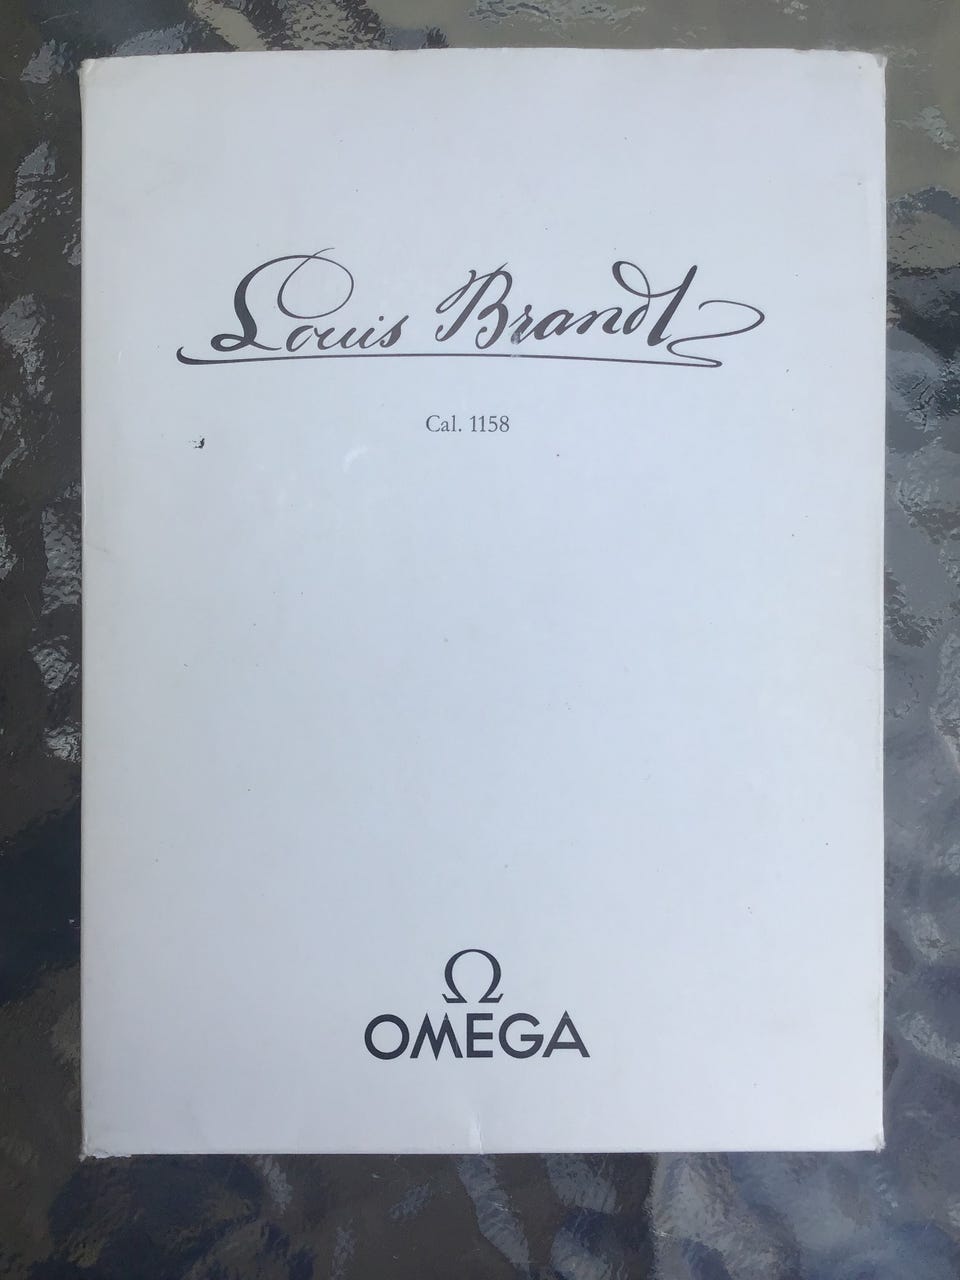 Louis Brandt
Cal. 1158
Ω
OMEGA